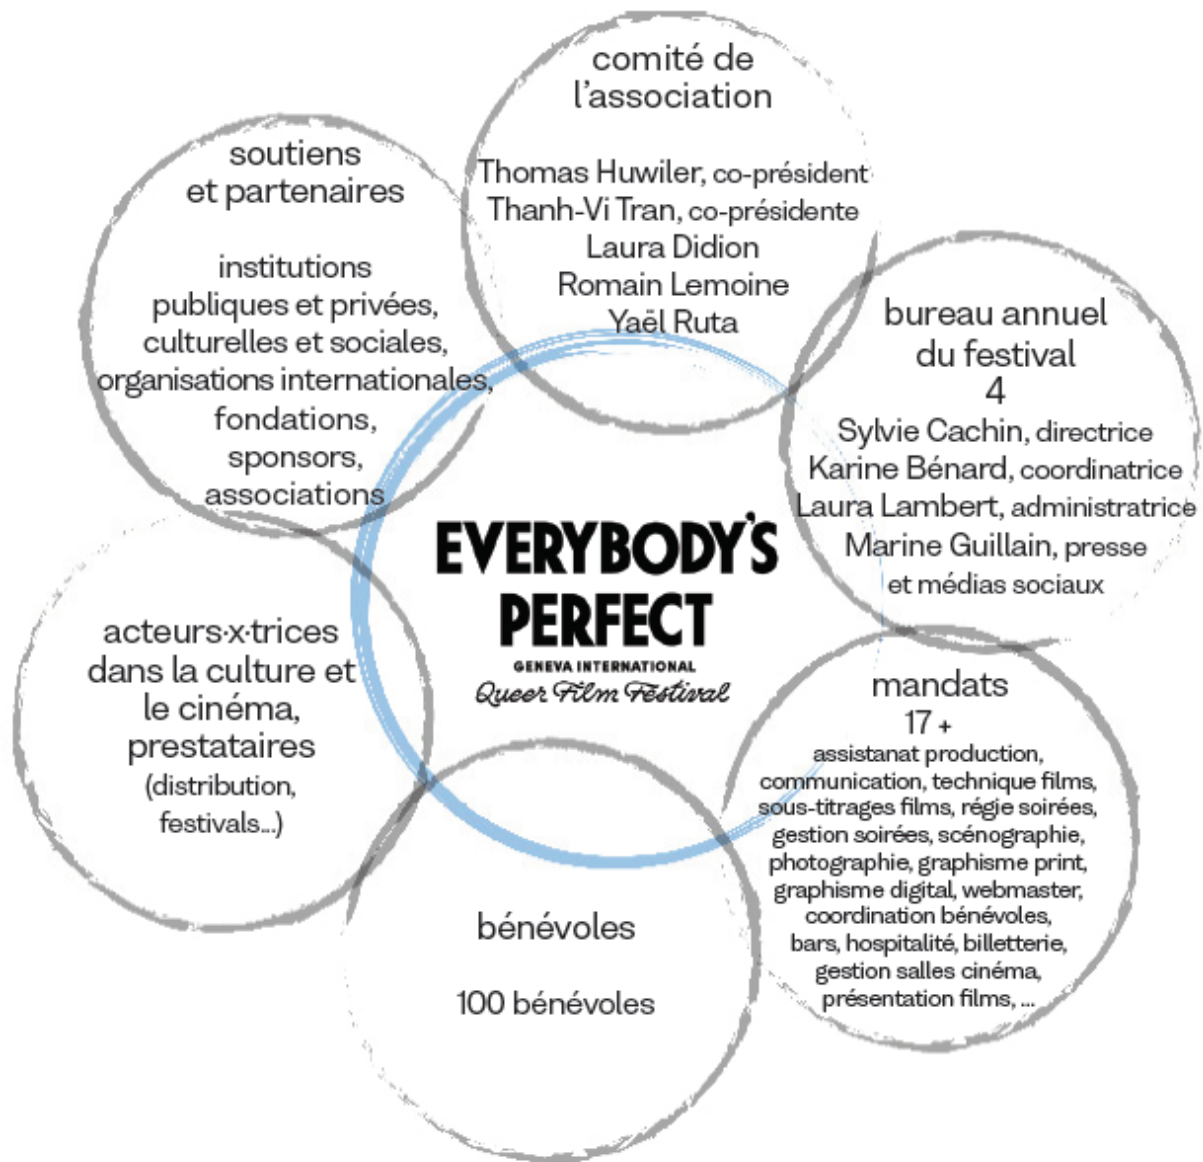 comité de
l'association
Thomas Huwiler, co-président
Thanh-Vi Tran, co-présidente
Laura Didion
Romain Lemoine
Yaël Ruta
soutiens
et partenaires
institutions
publiques et privées,
culturelles et sociales,
organisations internationales,
fondations,
sponsors,
associations
bureau annuel
du festival
4
Sylvie Cachin, directrice
Karine Bénard, coordinatrice
Laura Lambert, administratrice
Marine Guillain, presse
et médias sociaux
EVERYBODY'S
PERFECT
GENEVA INTERNATIONAL
Queer Film Festival
acteurs·x·trices
dans la culture et
le cinéma,
prestataires
(distribution,
festivals...)
mandats
17 +
assistanat production,
communication, technique films,
sous-titrages films, régie soirées,
gestion soirées, scénographie,
photographie, graphisme print,
graphisme digital, webmaster,
coordination bénévoles,
bars, hospitalité, billetterie,
gestion salles cinéma,
présentation films, ...
bénévoles
100 bénévoles